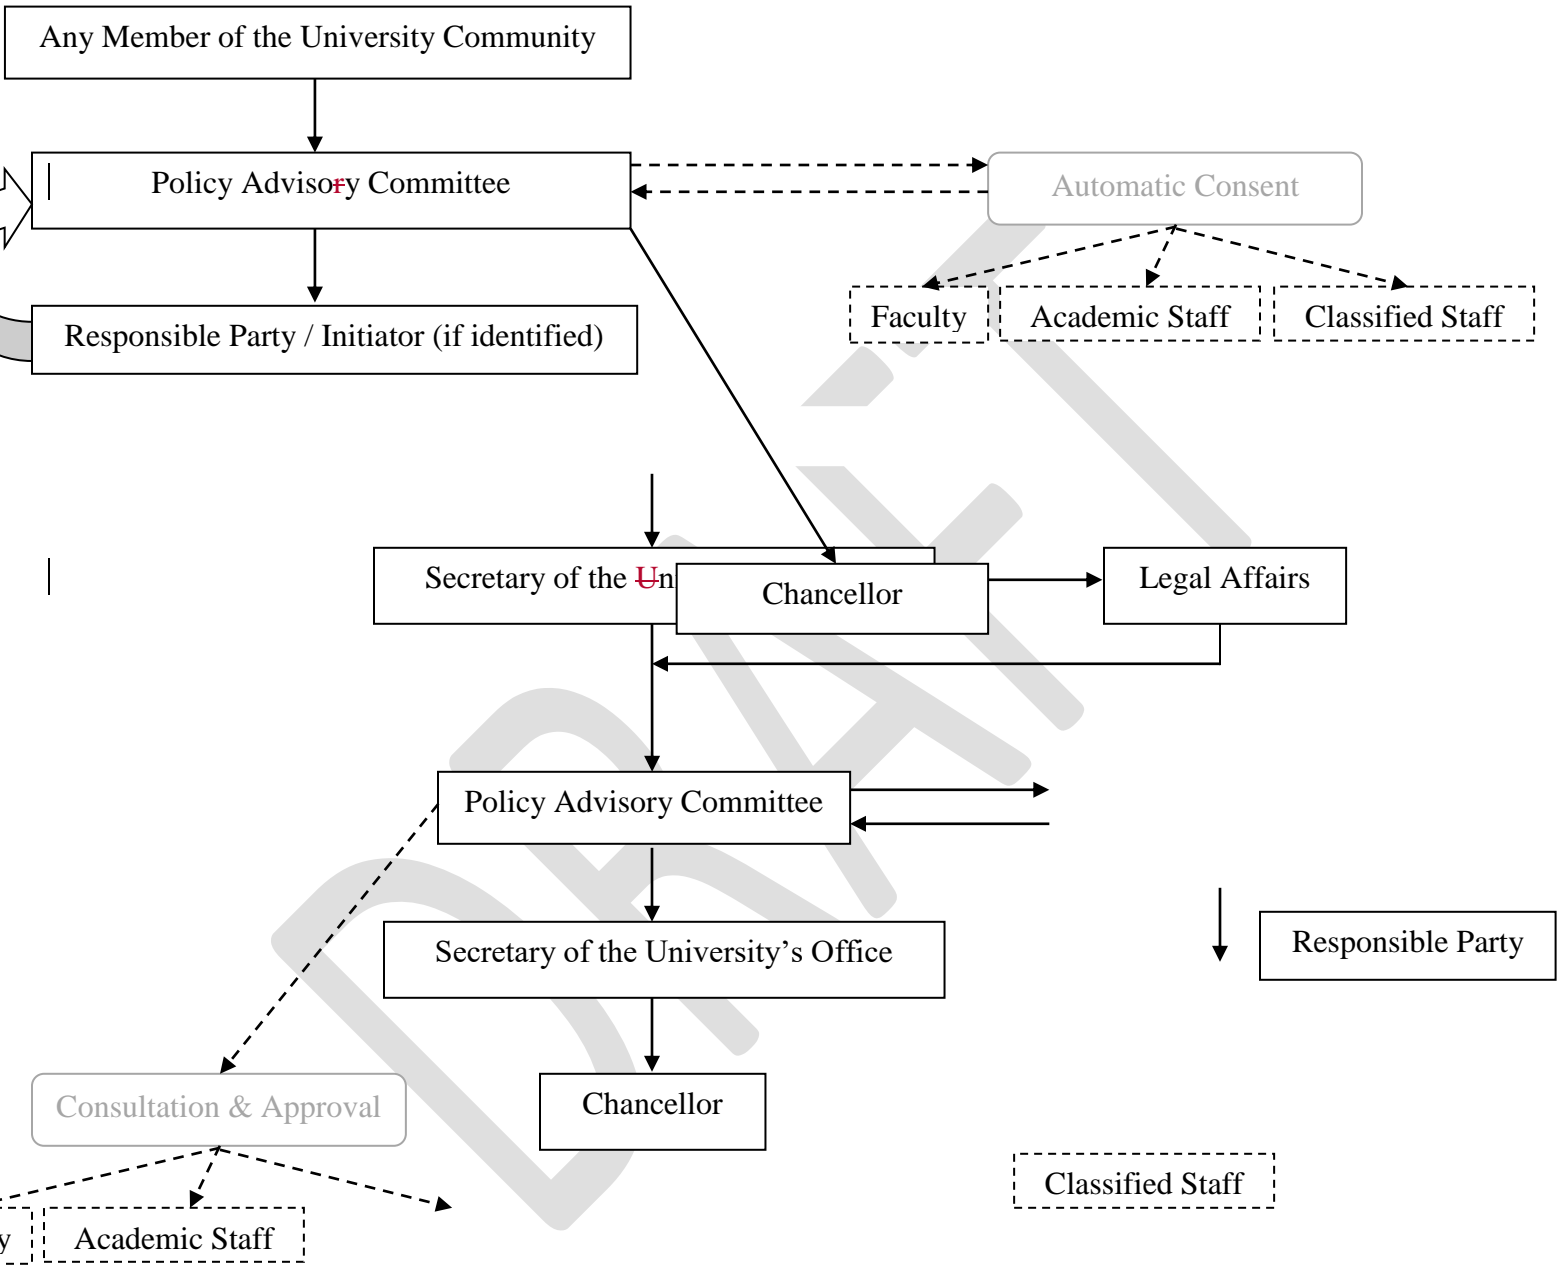 Any Member of the University Community
Policy Advisory Committee
Automatic Consent
Faculty
Academic Staff
Classified Staff
Responsible Party / Initiator (if identified)
Secretary of the Un
Chancellor
Legal Affairs
Policy Advisory Committee
Secretary of the University’s Office
Responsible Party
Consultation & Approval
Chancellor
Classified Staff
y
Academic Staff
DRAFT